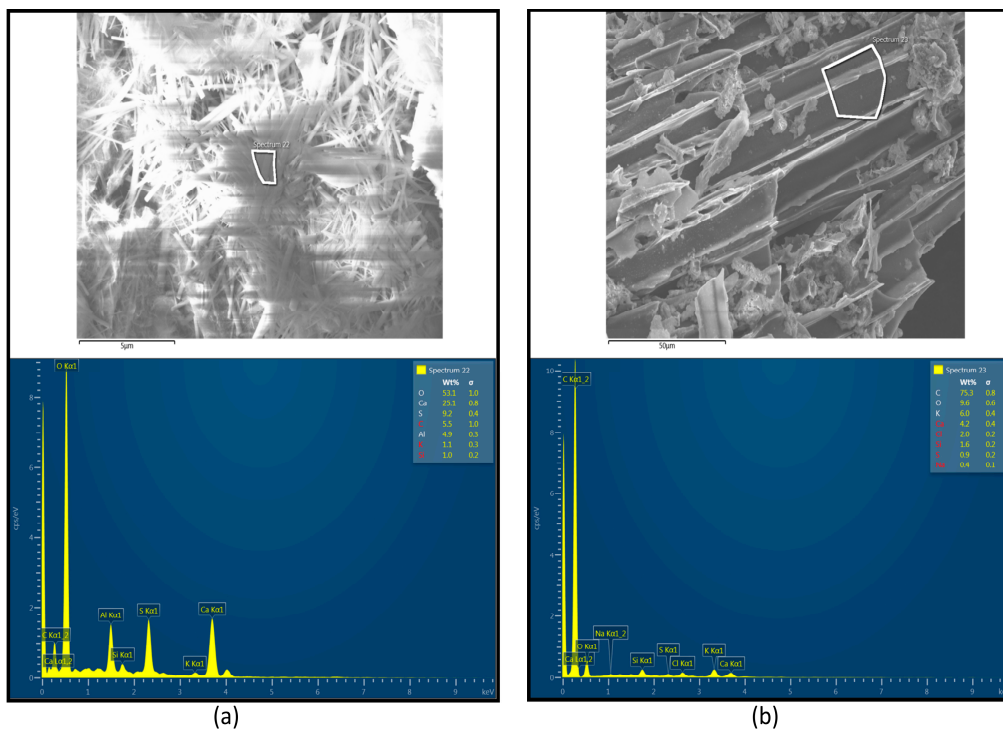 Spectrum 22
5µm
Spectrum 23
50µm
O Kα1
Spectrum 22
Wt% σ
O 53.1 1.0
Ca 25.1 0.8
S 9.2 0.4
5.5 1.0
Al 4.9 0.3
1.1 0.3
1.0 0.2
8
6
4
2
0
cps/eV
Al Kα1
S Kα1
Ca Kα1
C Kα1_2
Si Kα1
Ca Lα1,2
K Kα1
0 1 2 3 4 5 6 7 8 9 keV
(a)
C Kα1_2
Spectrum 23
Wt% σ
C 75.3 0.8
O 9.6 0.6
K 6.0 0.4
4.2 0.4
2.0 0.2
1.6 0.2
0.9 0.2
0.4 0.1
10
8
6
4
2
0
cps/eV
Na Kα1_2
O Kα1
S Kα1
K Kα1
Ca Lα1,2
Si Kα1
Cl Kα1
Ca Kα1
0 1 2 3 4 5 6 7 8 9 keV
(b)